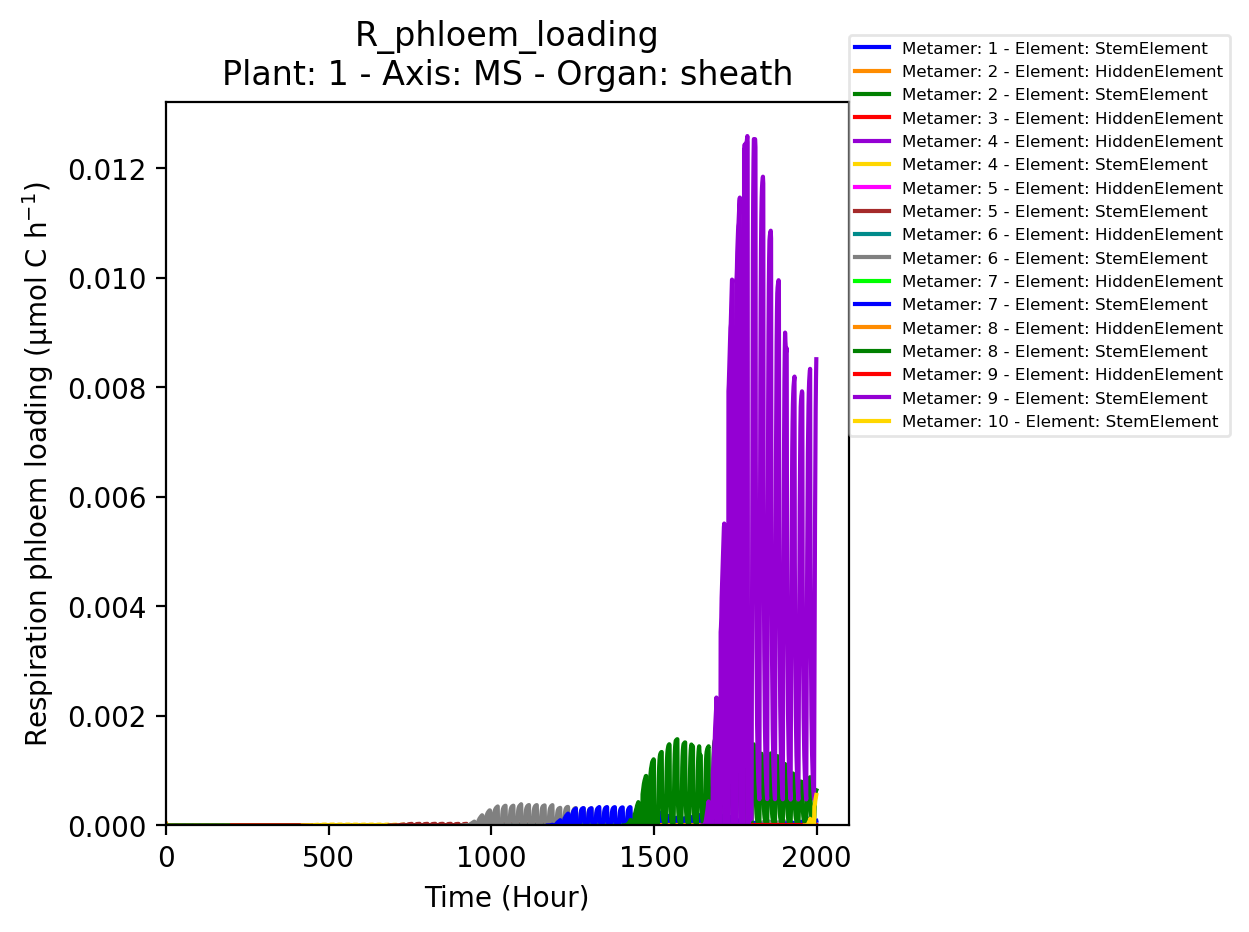 R_phloem_loading
Plant: 1 - Axis: MS - Organ: sheath
Respiration phloem loading (µmol C h⁻¹)
0.012
0.010
0.008
0.006
0.004
0.002
0.000
0 500 1000 1500 2000
Time (Hour)
Metamer: 1 - Element: StemElement
Metamer: 2 - Element: HiddenElement
Metamer: 2 - Element: StemElement
Metamer: 3 - Element: HiddenElement
Metamer: 4 - Element: HiddenElement
Metamer: 4 - Element: StemElement
Metamer: 5 - Element: HiddenElement
Metamer: 5 - Element: StemElement
Metamer: 6 - Element: HiddenElement
Metamer: 6 - Element: StemElement
Metamer: 7 - Element: HiddenElement
Metamer: 7 - Element: StemElement
Metamer: 8 - Element: HiddenElement
Metamer: 8 - Element: StemElement
Metamer: 9 - Element: HiddenElement
Metamer: 9 - Element: StemElement
Metamer: 10 - Element: StemElement